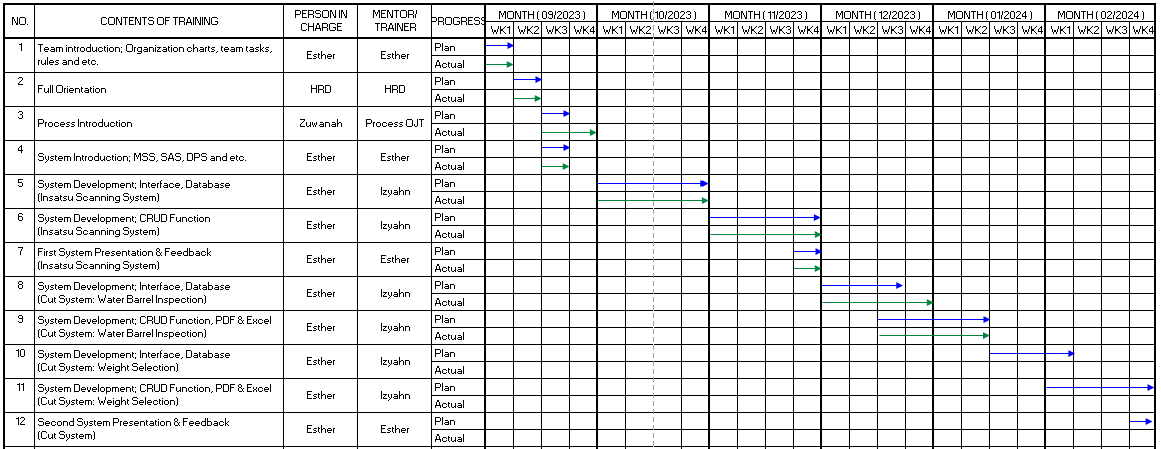 NO. CONTENTS OF TRAINING PERSON IN CHARGE MENTOR/ TRAINER PROGRESS MONTH ( 09/2023 ) MONTH ( 10/2023 ) MONTH ( 11/2023 ) MONTH ( 12/2023 ) MONTH ( 01/2024 ) MONTH ( 02/2024 )
WK1 WK2 WK3 WK4 WK1 WK2 WK3 WK4 WK1 WK2 WK3 WK4 WK1 WK2 WK3 WK4 WK1 WK2 WK3 WK4 WK1 WK2 WK3 WK4
1 Team introduction; Organization charts, team tasks, Esther Esther Plan
rules and etc. Actual
2 Full Orientation HRD HRD Plan
Actual
3 Process Introduction Zuwanah Process OJT Plan
Actual
4 System Introduction; MSS, SAS, DPS and etc. Esther Esther Plan
Actual
5 System Development; Interface, Database Esther Izyahn Plan
(Insatsu Scanning System) Actual
6 System Development; CRUD Function Esther Izyahn Plan
(Insatsu Scanning System) Actual
7 First System Presentation & Feedback Esther Esther Plan
(Insatsu Scanning System) Actual
8 System Development; Interface, Database Esther Izyahn Plan
(Cut System: Water Barrel Inspection) Actual
9 System Development; CRUD Function, PDF & Excel Esther Izyahn Plan
(Cut System: Water Barrel Inspection) Actual
10 System Development; Interface, Database Esther Izyahn Plan
(Cut System: Weight Selection) Actual
11 System Development; CRUD Function, PDF & Excel Esther Izyahn Plan
(Cut System: Weight Selection) Actual
12 Second System Presentation & Feedback Esther Esther Plan
(Cut System) Actual